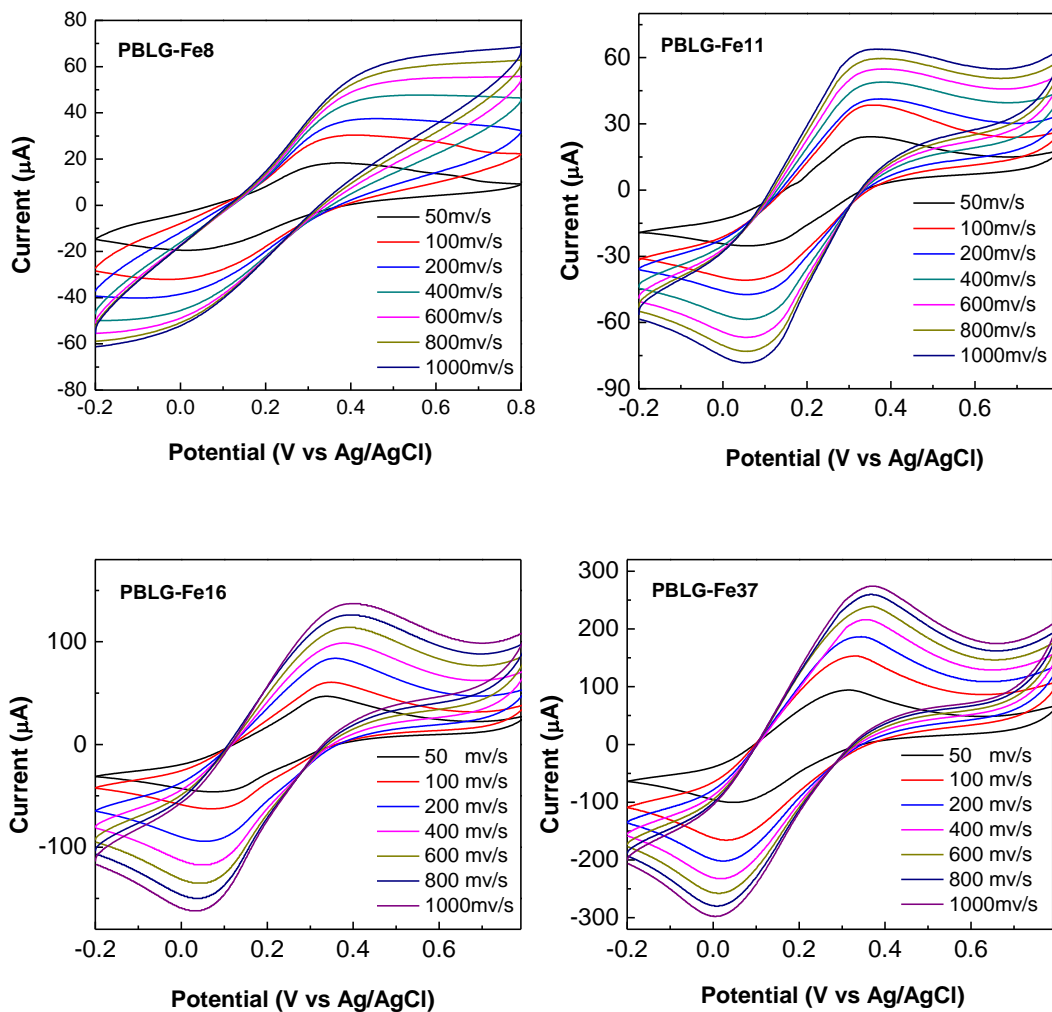 PBLG-Fe8
Current (μA)
80
60
40
20
0
-20
-40
-60
-80
50mv/s
100mv/s
200mv/s
400mv/s
600mv/s
800mv/s
1000mv/s
-0.2 0.0 0.2 0.4 0.6 0.8
Potential (V vs Ag/AgCl)
PBLG-Fe11
Current (μA)
60
30
0
-30
-60
-90
50mv/s
100mv/s
200mv/s
400mv/s
600mv/s
800mv/s
1000mv/s
-0.2 0.0 0.2 0.4 0.6
Potential (V vs Ag/AgCl)
PBLG-Fe16
Current (μA)
100
0
-100
50 mv/s
100 mv/s
200 mv/s
400 mv/s
600 mv/s
800 mv/s
1000mv/s
-0.2 0.0 0.2 0.4 0.6
Potential (V vs Ag/AgCl)
PBLG-Fe37
Current (μA)
300
200
100
0
-100
-200
-300
50 mv/s
100 mv/s
200 mv/s
400 mv/s
600 mv/s
800 mv/s
1000mv/s
-0.2 0.0 0.2 0.4 0.6
Potential (V vs Ag/AgCl)